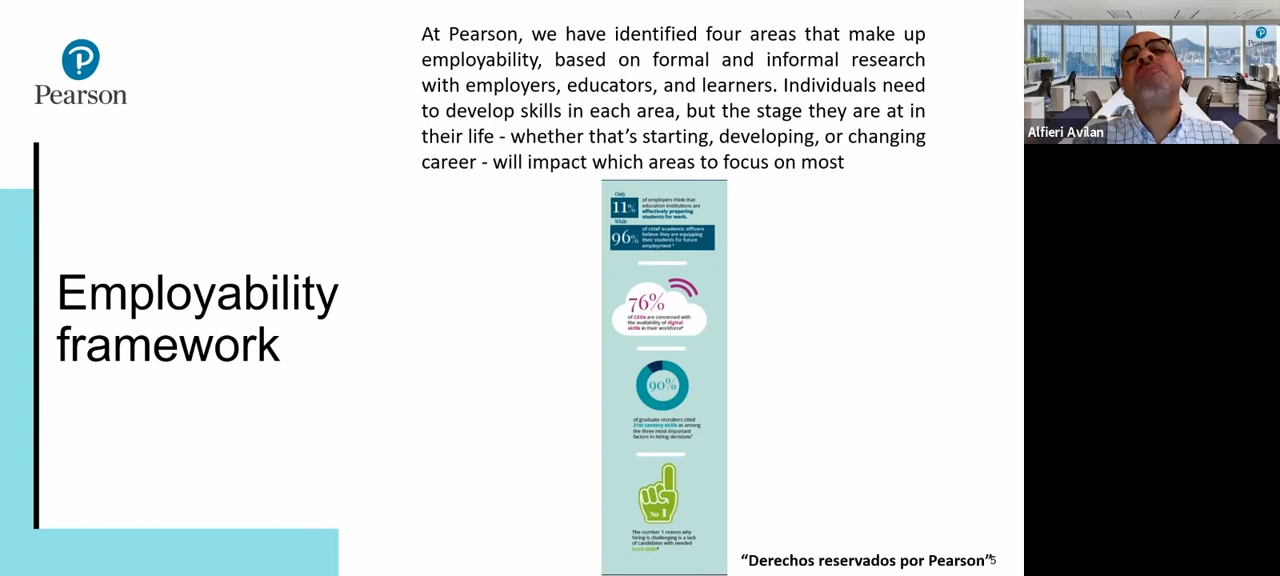 Pearson
Employability
framework
At Pearson, we have identified four areas that make up
employability, based on formal and informal research
with employers, educators, and learners. Individuals need
to develop skills in each area, but the stage they are at in
their life - whether that’s starting, developing, or changing
career - will impact which areas to focus on most
Only
11%
of employers think that
education institutions are
effectively preparing
students for work.
While
96%
of chief academic officers
believe they are equipping
their students for future
employment
76%
of CEOs are concerned with
the availability of digital
skills in their workforce
90%
of graduate recruiters cited
21st century skills as among
the three most important
factors in hiring decisions
No 1
The number 1 reason why
hiring is challenging is a lack
of candidates with needed
hard skills
“Derechos reservados por Pearson”
5
Pearson
Alfieri Avilan